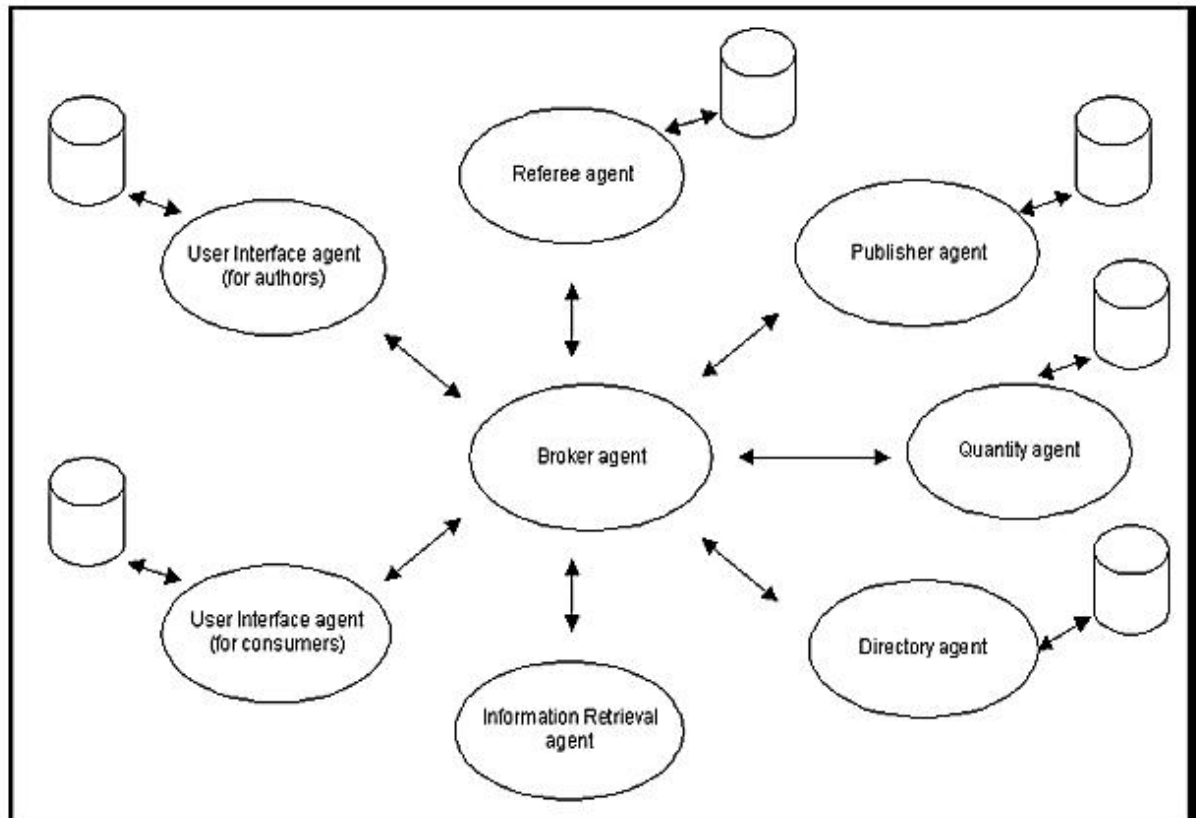 Referee agent
User Interface agent
(for authors)
Publisher agent
Broker agent
Quantity agent
User Interface agent
(for consumers)
Directory agent
Information Retrieval
agent